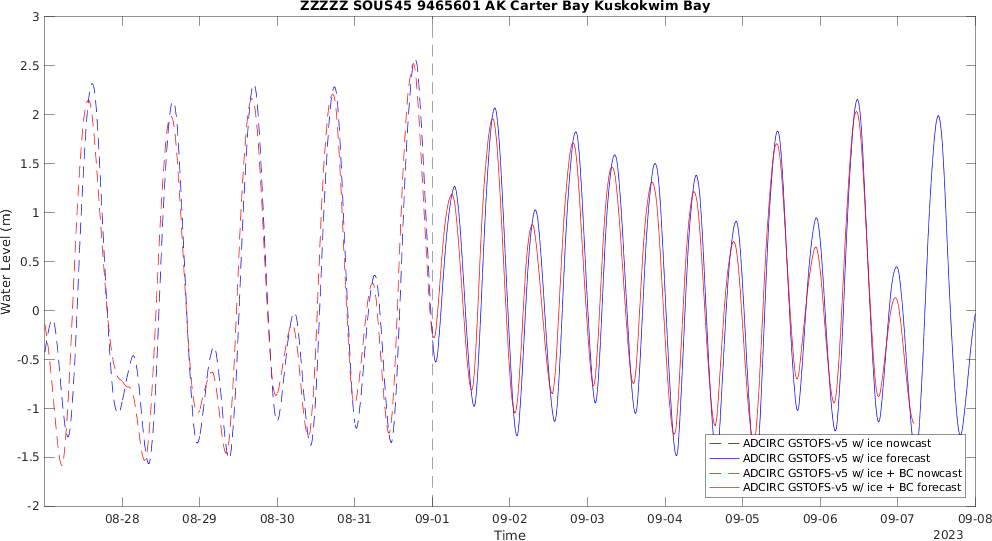 ZZZZZ SOUS45 9465601 AK Carter Bay Kuskokwim Bay
3
2.5
2
1.5
1
0.5
0
-0.5
-1
-1.5
-2
Water Level (m)
ADCIRC GSTOFS-v5 w/ ice nowcast
ADCIRC GSTOFS-v5 w/ ice forecast
ADCIRC GSTOFS-v5 w/ ice + BC nowcast
ADCIRC GSTOFS-v5 w/ ice + BC forecast
08-28 08-29 08-30 08-31 09-01 09-02 09-03 09-04 09-05 09-06 09-07 09-08
Time
2023